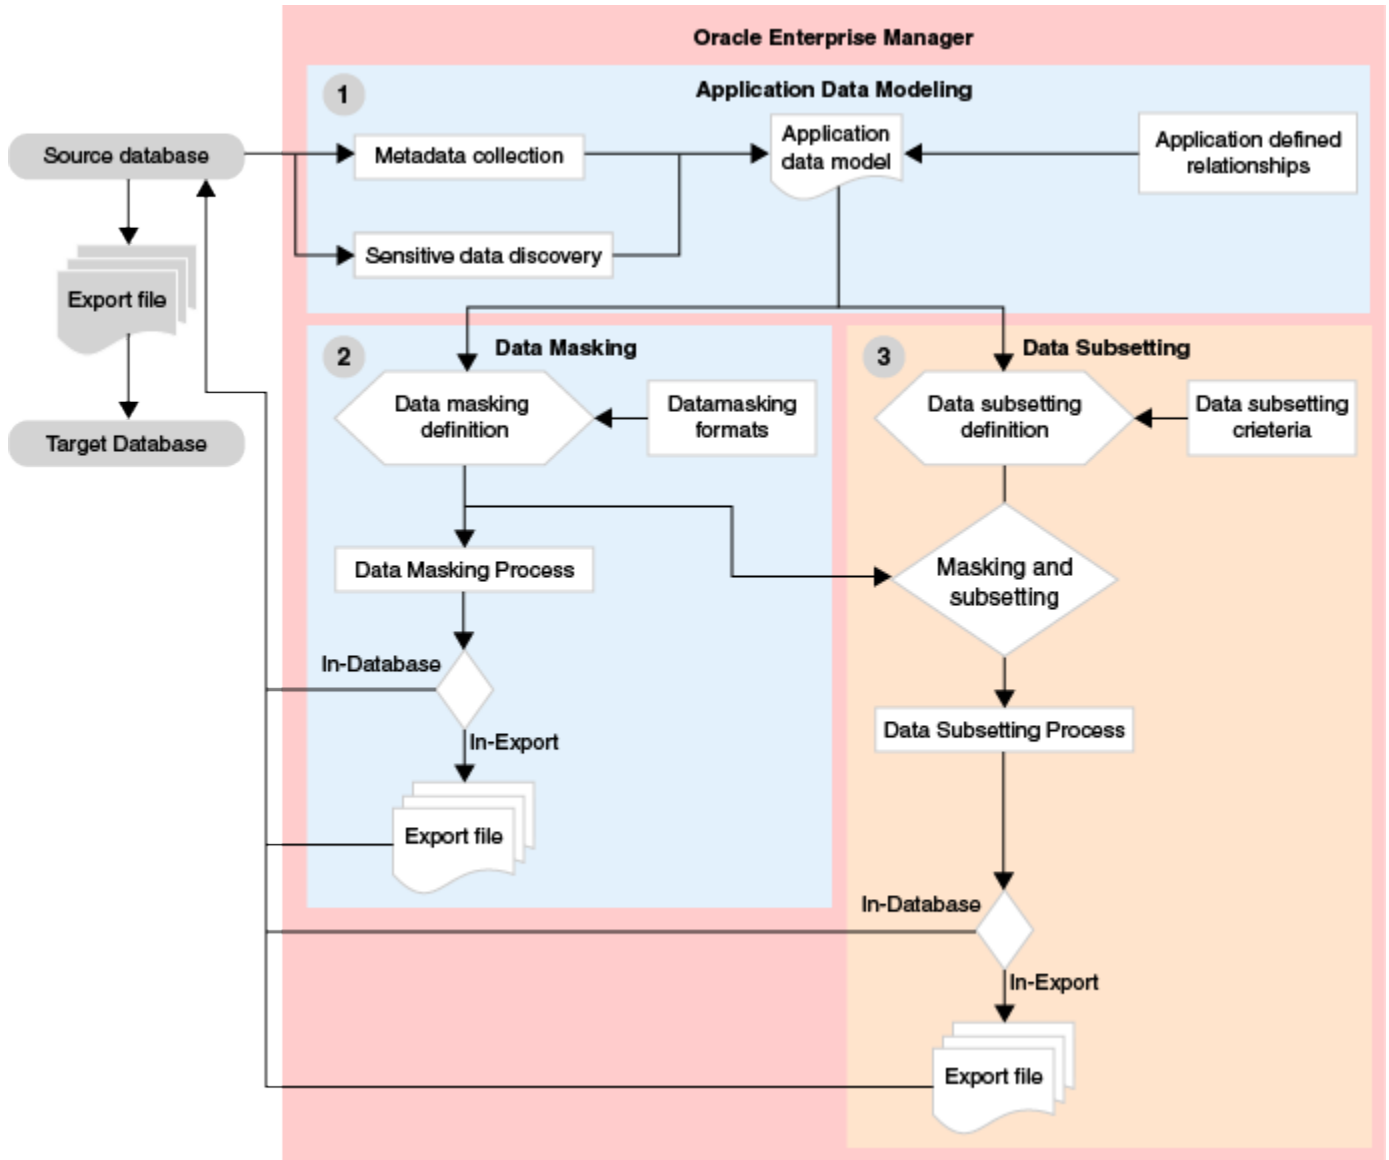 Oracle Enterprise Manager
1
Application Data Modeling
Source database
Metadata collection
Application
data model
Application defined
relationships
Sensitive data discovery
Export file
Target Database
2
Data Masking
Data masking
definition
Datamasking
formats
Data Masking Process
In-Database
In-Export
Export file
3
Data Subsetting
Data subsetting
definition
Data subsetting
crieteria
Masking and
subsetting
Data Subsetting Process
In-Database
In-Export
Export file